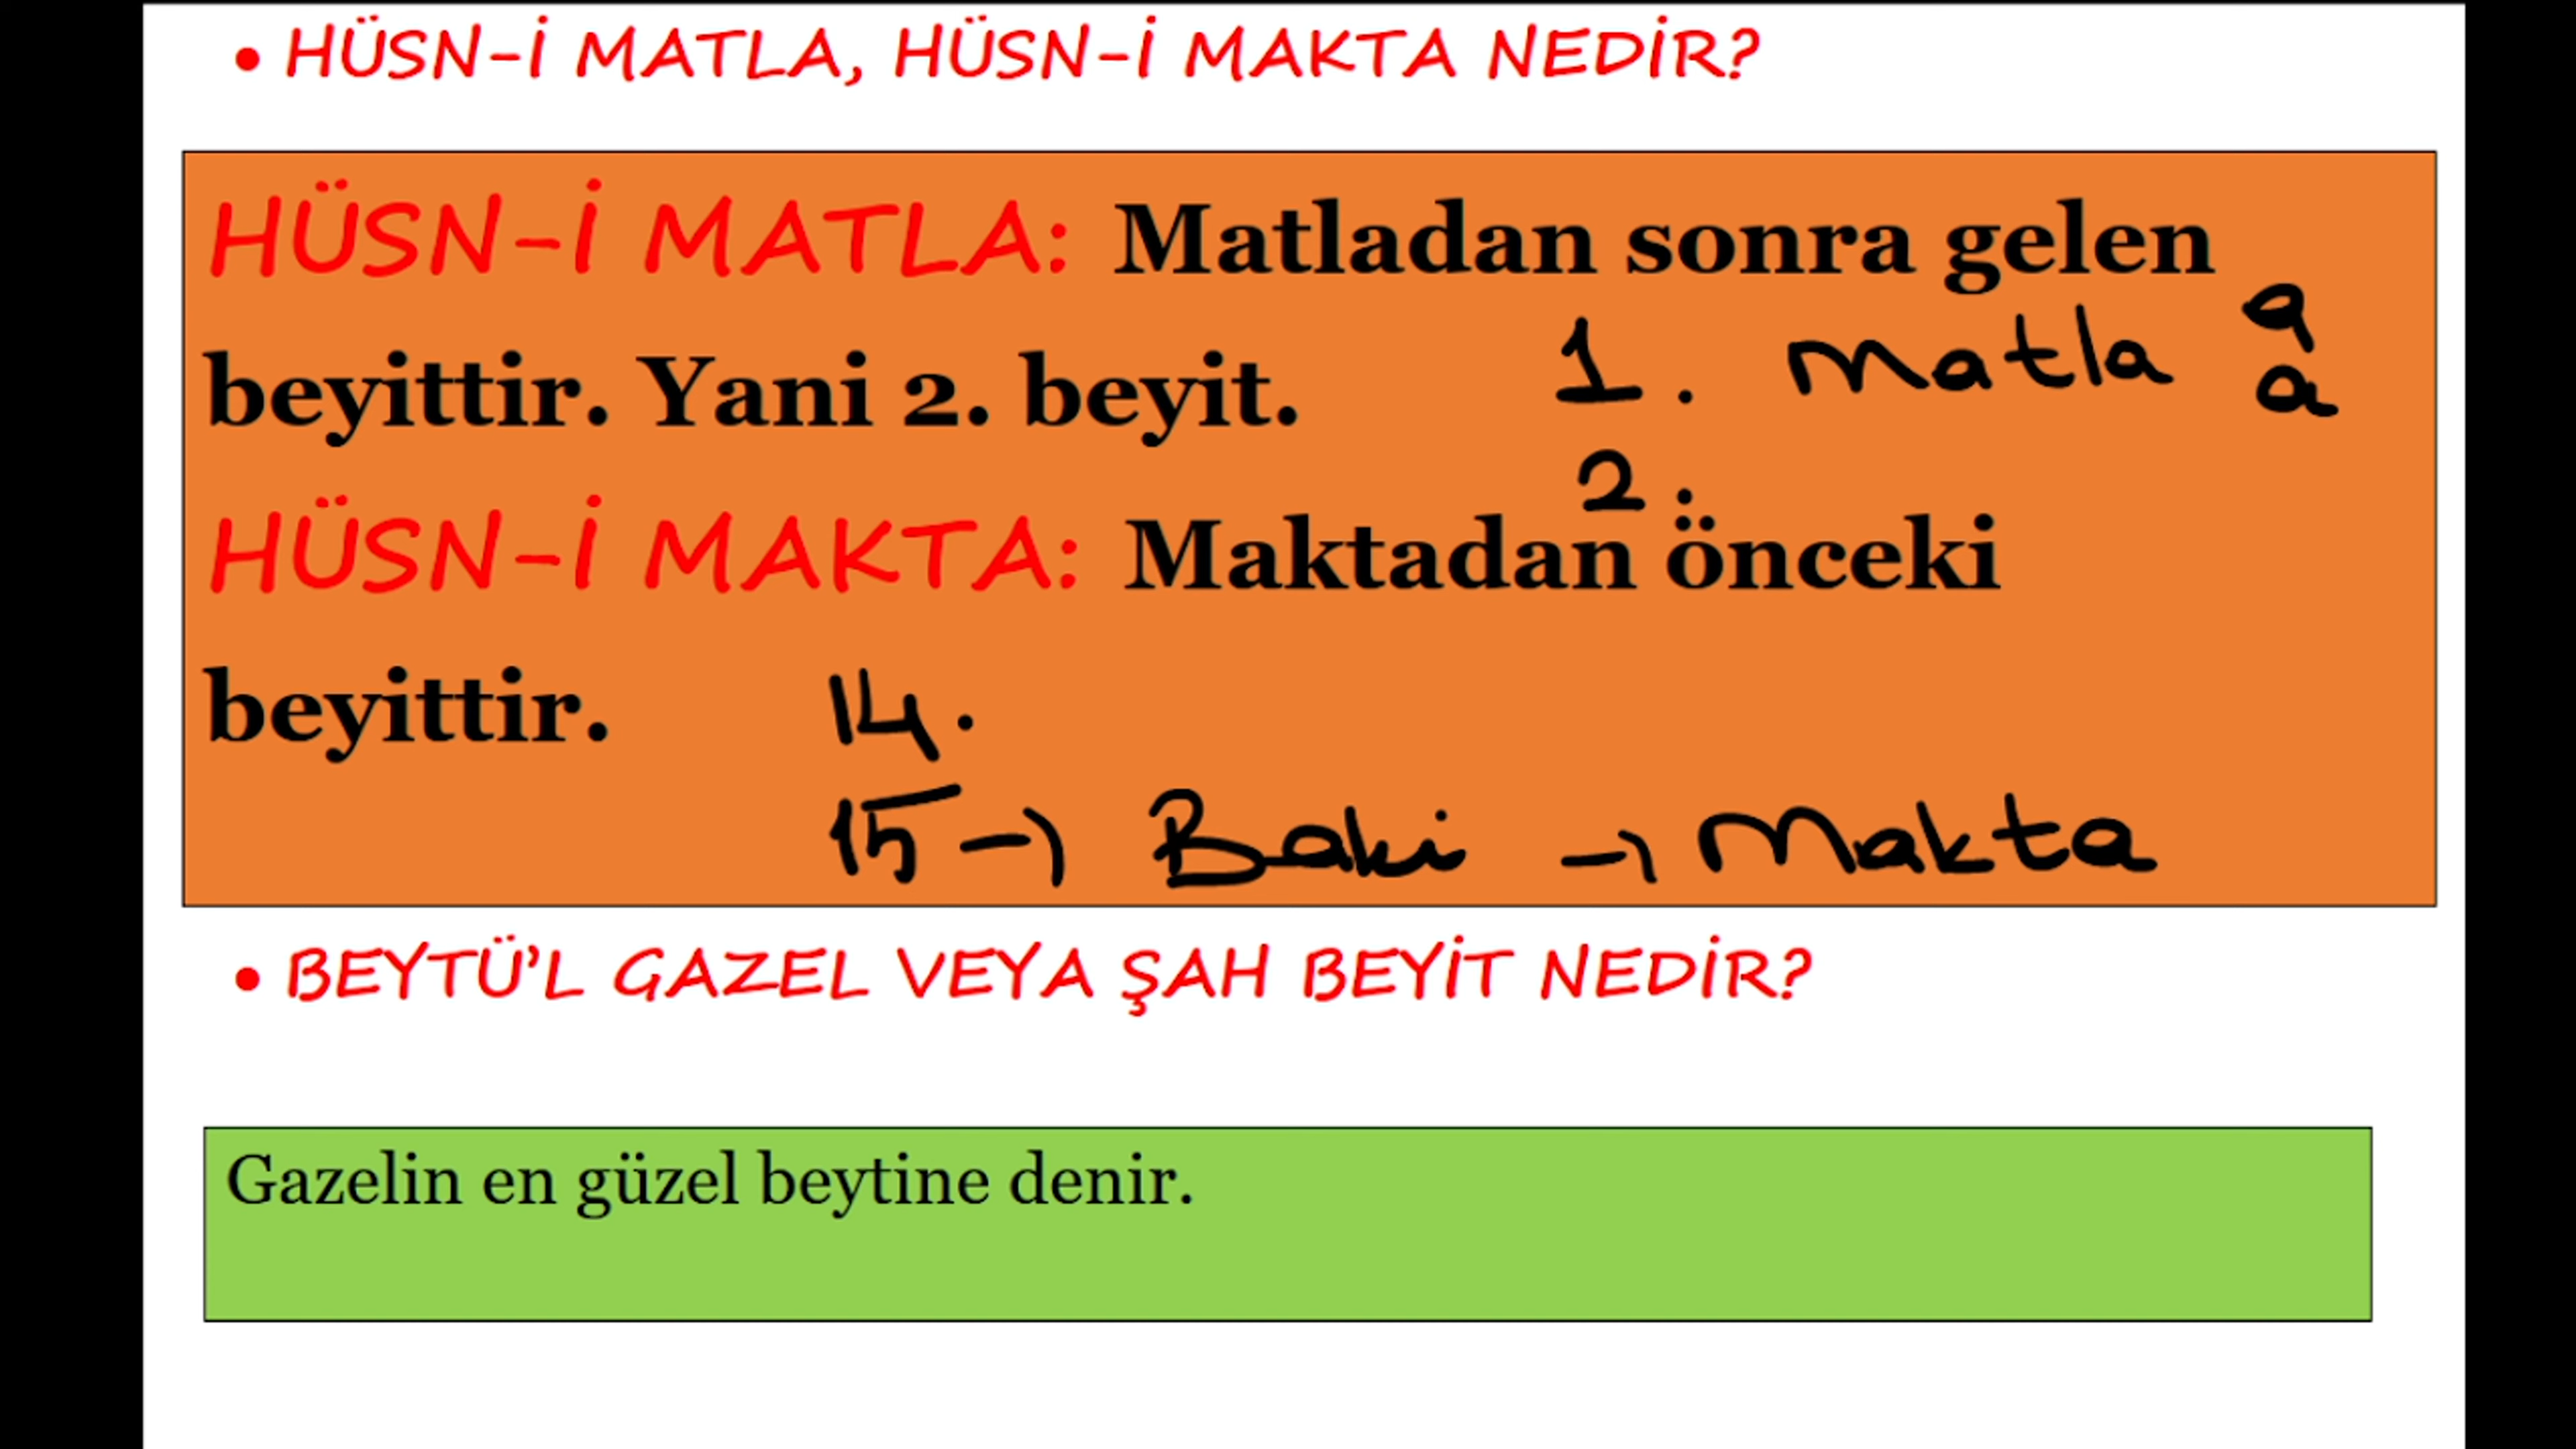 • HÜSN-İ MATLA, HÜSN-İ MAKTA NEDİR?
HÜSN-İ MATLA: Matladan sonra gelen
beyittir. Yani 2. beyit.
1. Matla a
a
2.
HÜSN-İ MAKTA: Maktadan önceki
beyittir.
14.
15 → Baki → Makta
• BEYTÜ'L GAZEL VEYA ŞAH BEYİT NEDİR?
Gazelin en güzel beytine denir.